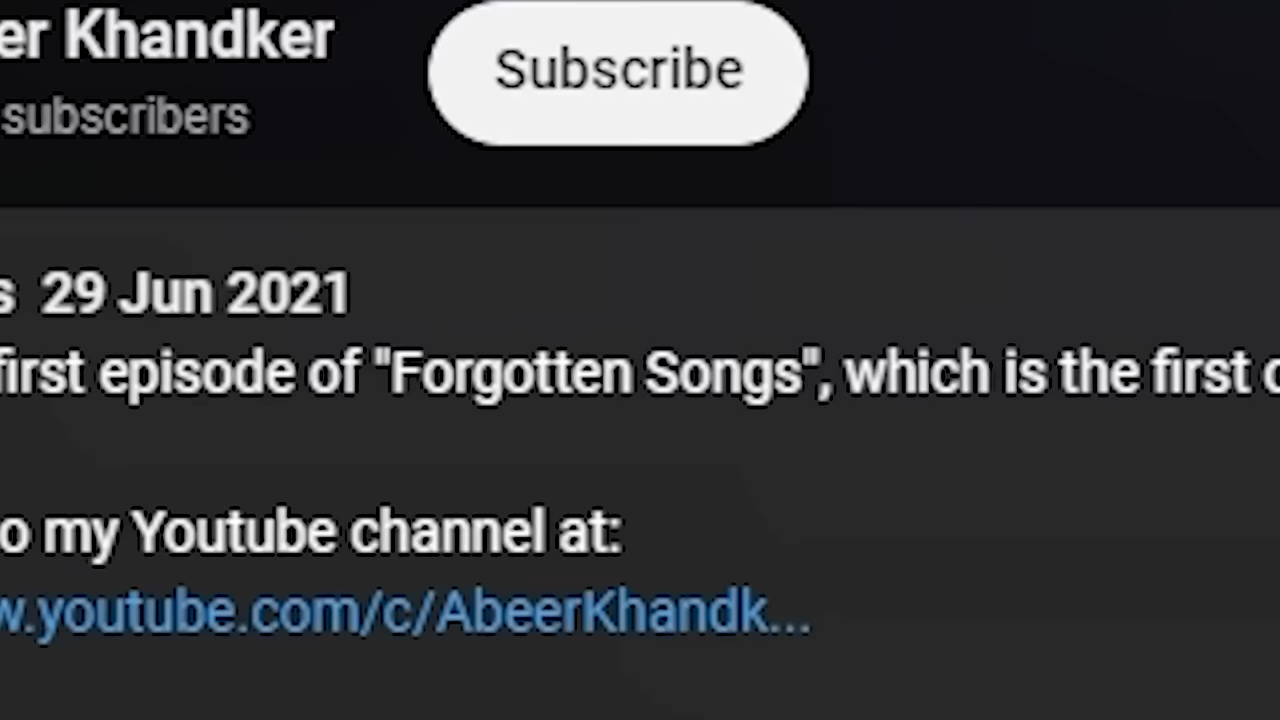 er Khandker
Subscribe
subscribers
s 29 Jun 2021
first episode of "Forgotten Songs", which is the first
o my Youtube channel at:
w.youtube.com/c/AbeerKhandk...